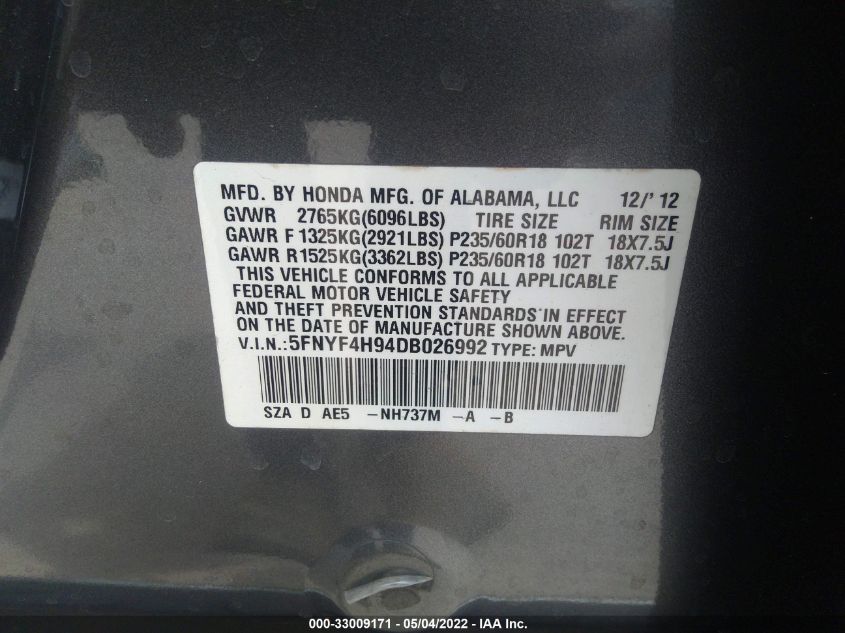 MFD. BY HONDA MFG. OF ALABAMA, LLC 12/'12
GVWR 2765KG(6096LBS) TIRE SIZE RIM SIZE
GAWR F 1325KG(2921LBS) P235/60R18 102T 18X7.5J
GAWR R 1525KG(3362LBS) P235/60R18 102T 18X7.5J
THIS VEHICLE CONFORMS TO ALL APPLICABLE
FEDERAL MOTOR VEHICLE SAFETY
AND THEFT PREVENTION STANDARDS IN EFFECT
ON THE DATE OF MANUFACTURE SHOWN ABOVE.
V.I.N.:5FNYF4H94DB026992 TYPE: MPV
SZA D AE5 -NH737M -A -B
000-33009171 - 05/04/2022 - IAA Inc.